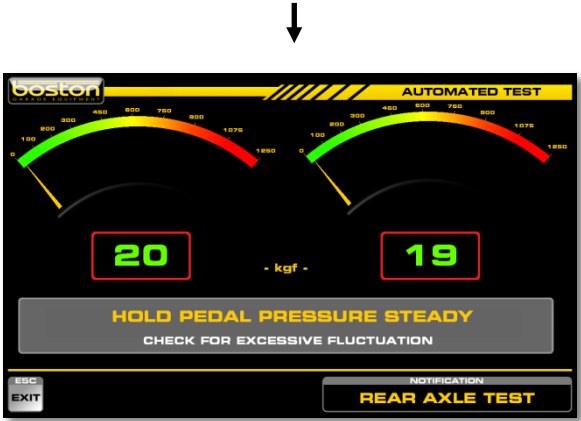 boston
GARAGE EQUIPMENT
AUTOMATED TEST
0 100 200 300 450 600 750 900 1075 1250
0 100 200 300 450 600 750 900 1075 1250
20
- kgf -
19
HOLD PEDAL PRESSURE STEADY
CHECK FOR EXCESSIVE FLUCTUATION
ESC
EXIT
NOTIFICATION
REAR AXLE TEST